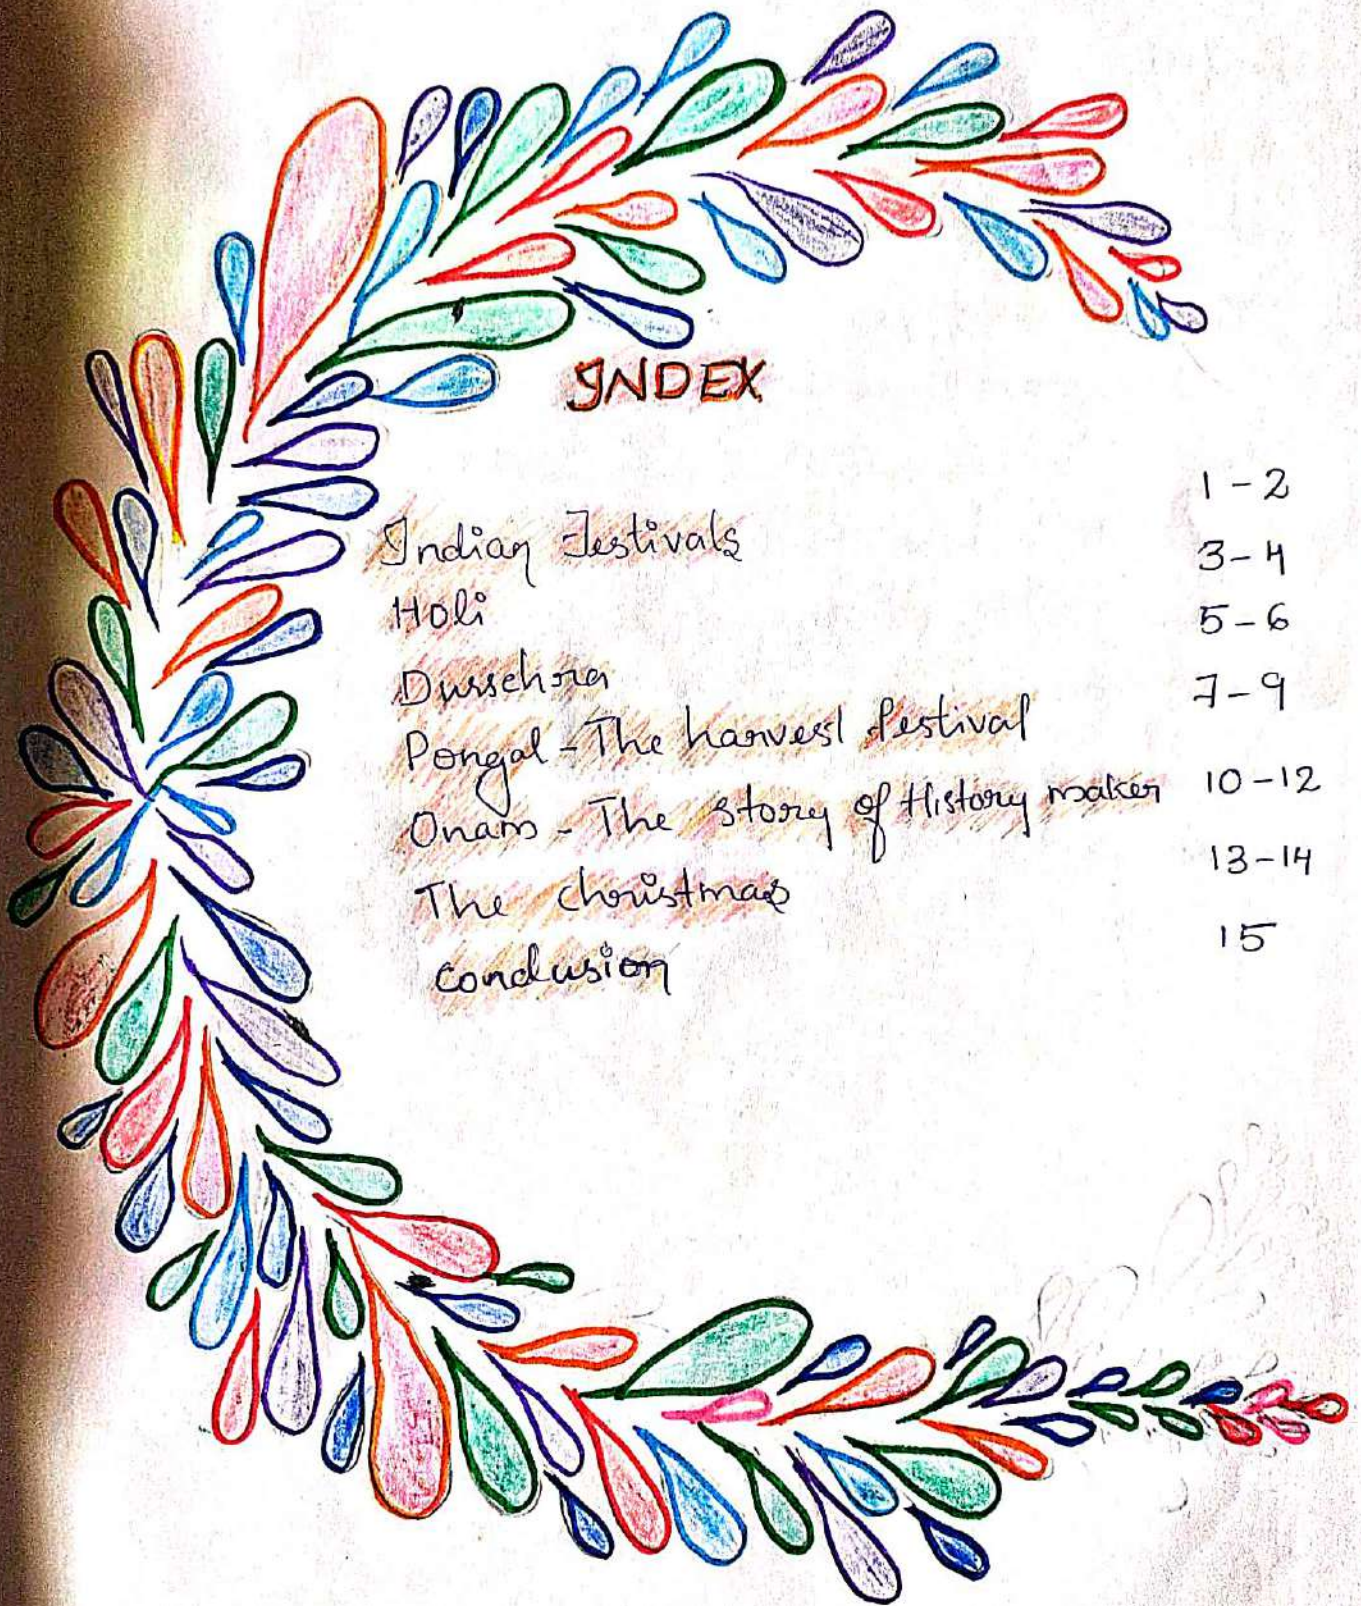 INDEX
Indian Festivals 1-2
Holi 3-4
Dussehra 5-6
Pongal - The harvest festival 7-9
Onam - The story of History maker 10-12
The christmas 13-14
conclusion 15